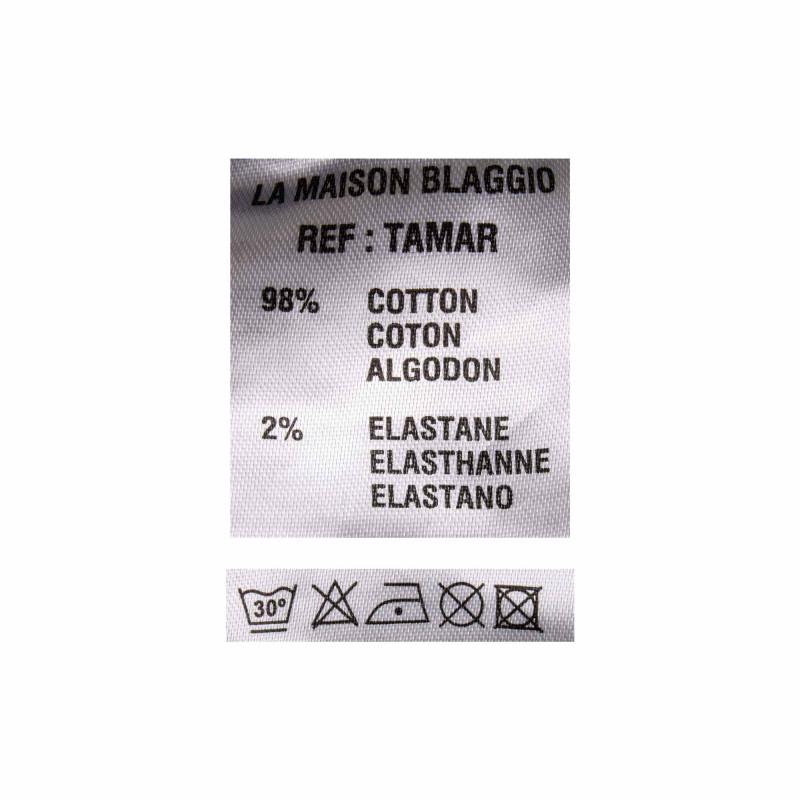 LA MAISON BLAGGIO
REF : TAMAR
98% COTTON
COTON
ALGODON
2% ELASTANE
ELASTHANNE
ELASTANO
30°